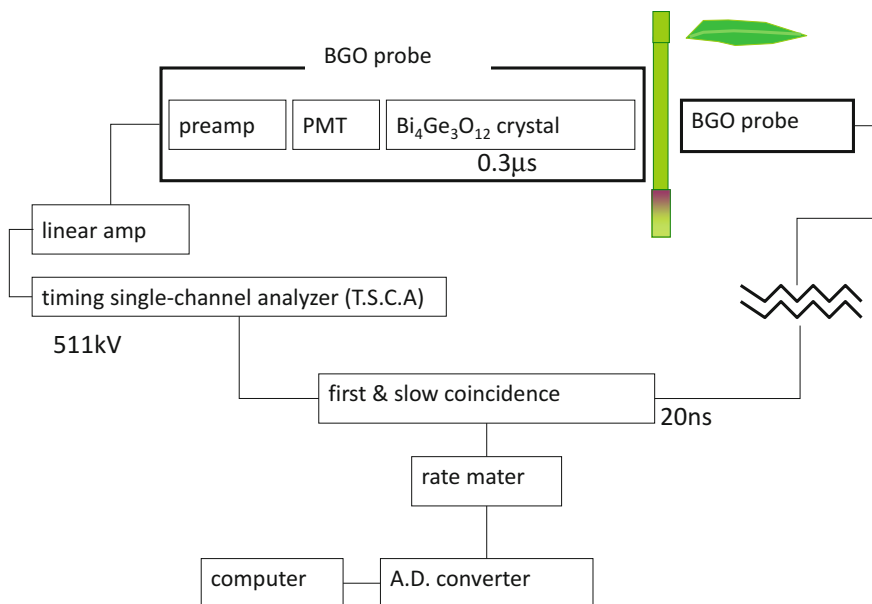 BGO probe
preamp
PMT
Bi₄Ge₃O₁₂ crystal
0.3μs
BGO probe
linear amp
timing single-channel analyzer (T.S.C.A)
511kV
first & slow coincidence
20ns
rate mater
computer
A.D. converter